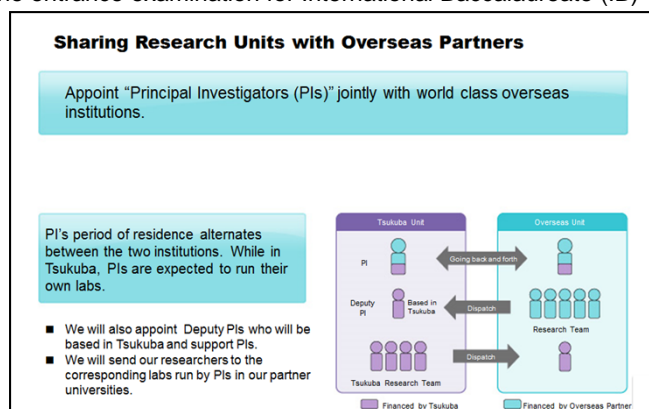 Sharing Research Units with Overseas Partners
Appoint “Principal Investigators (PIs)” jointly with world class overseas
institutions.
PI’s period of residence alternates
between the two institutions. While in
Tsukuba, PIs are expected to run their
own labs.
■ We will also appoint Deputy PIs who will be
based in Tsukuba and support PIs.
■ We will send our researchers to the
corresponding labs run by PIs in our partner
universities.
Tsukuba Unit
Overseas Unit
PI
Going back and forth
Deputy
PI
Based in
Tsukuba
Dispatch
Research Team
Dispatch
Tsukuba Research Team
Financed by Tsukuba
Financed by Overseas Partner